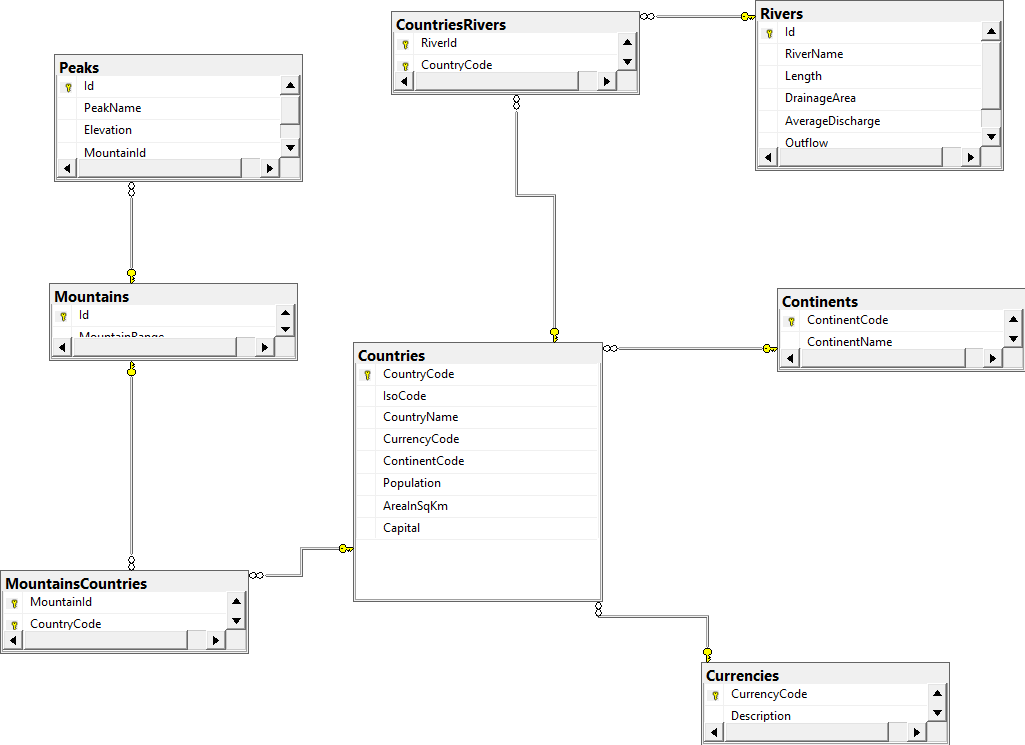 CountriesRivers
RiverId
CountryCode
Rivers
Id
RiverName
Length
DrainageArea
AverageDischarge
Outflow
Peaks
Id
PeakName
Elevation
MountainId
Mountains
Id
MountainRange
Continents
ContinentCode
ContinentName
Countries
CountryCode
IsoCode
CountryName
CurrencyCode
ContinentCode
Population
AreaInSqKm
Capital
MountainsCountries
MountainId
CountryCode
Currencies
CurrencyCode
Description